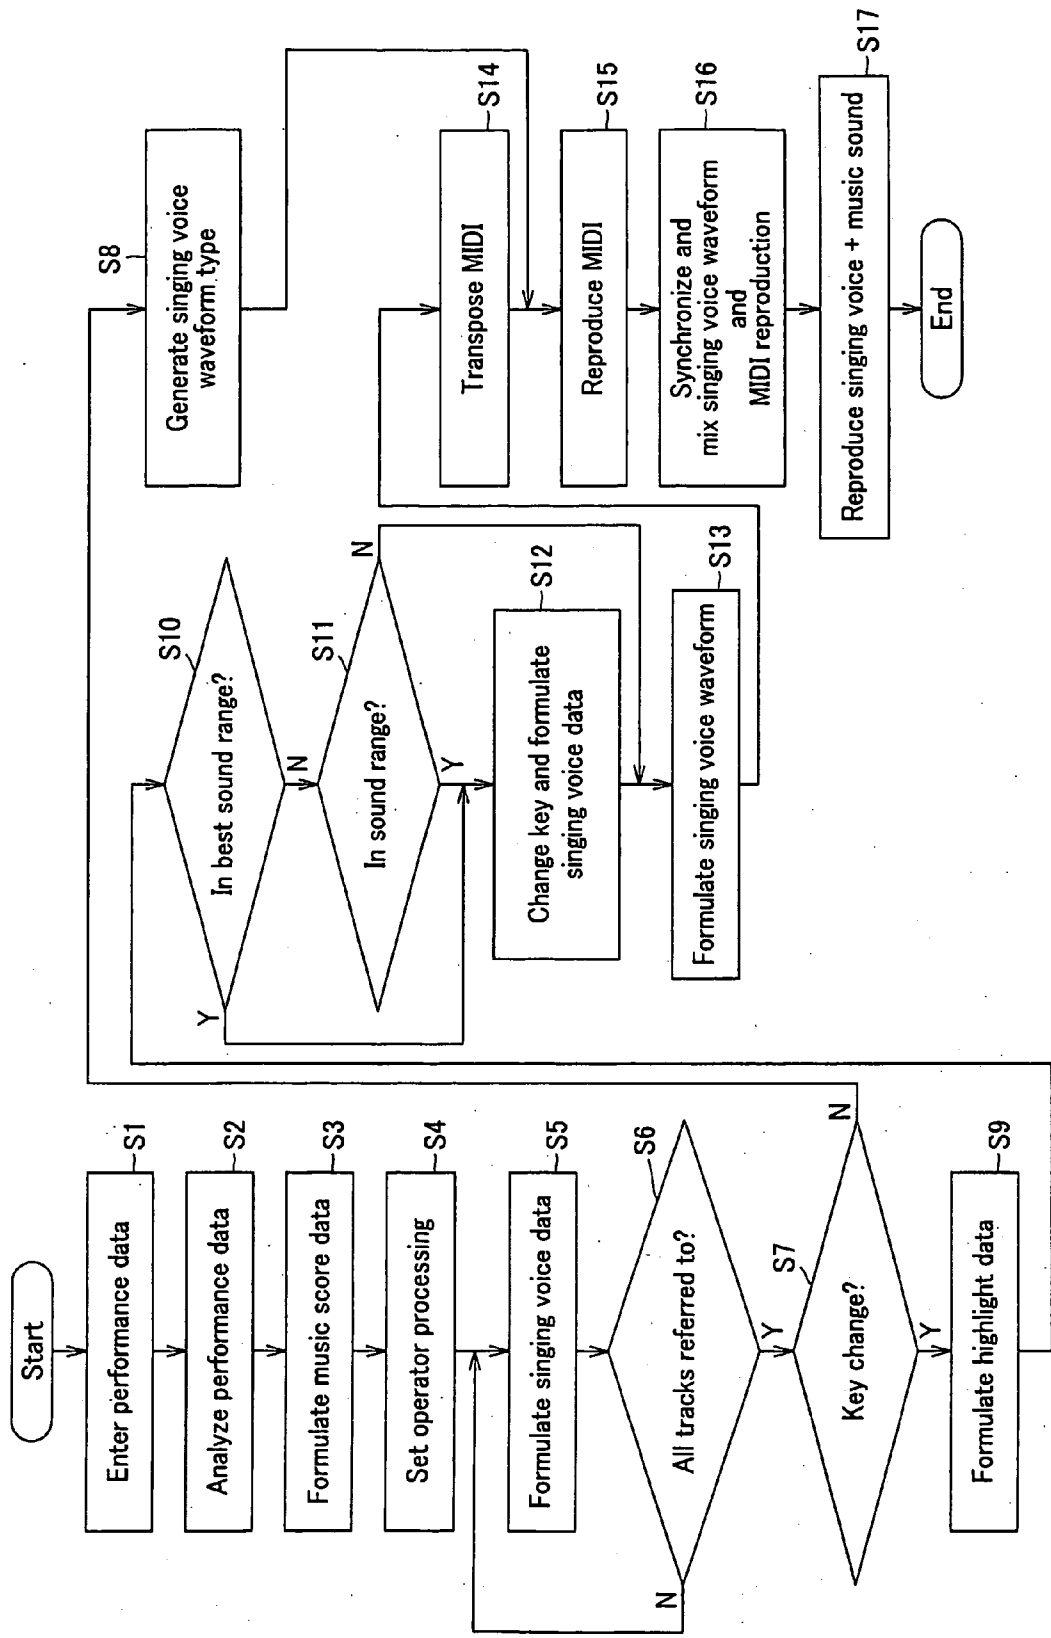 Start
Enter performance data
S1
Analyze performance data
S2
Formulate music score data
S3
Set operator processing
S4
Formulate singing voice data
S5
All tracks referred to?
S6
N
Y
Key change?
S7
N
Y
Formulate highlight data
S9
In best sound range?
S10
Y
N
In sound range?
S11
N
Y
Change key and formulate
singing voice data
S12
Formulate singing voice waveform
S13
Generate singing voice
waveform type
S8
Transpose MIDI
S14
Reproduce MIDI
S15
Synchronize and
mix singing voice waveform
and
MIDI reproduction
S16
Reproduce singing voice + music sound
S17
End